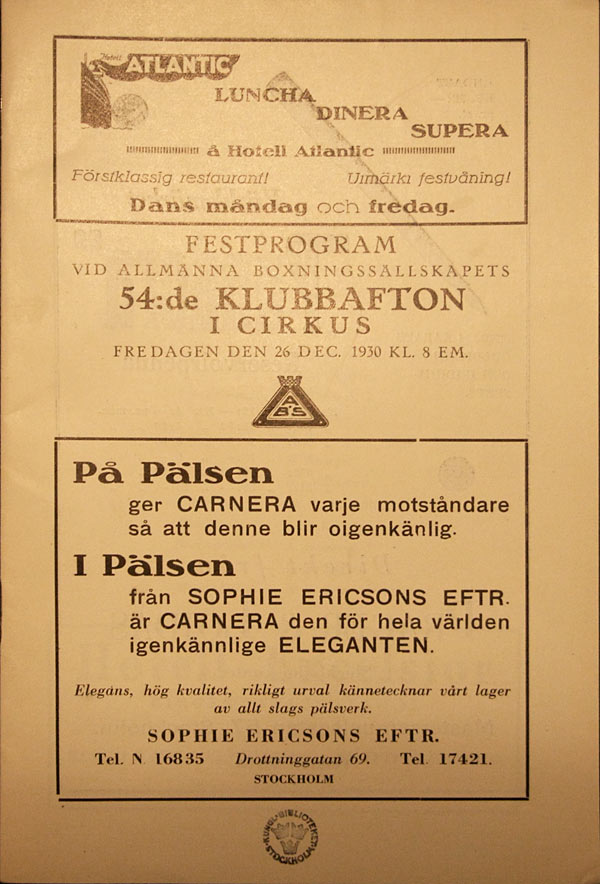 Hotell ATLANTIC
LUNCHA
DINERA
SUPERA
å Hotell Atlantic
Förstklassig restaurant! Utmärkt festvåning!
Dans måndag och fredag.
FESTPROGRAM
VID ALLMÄNNA BOXNINGSSÄLLSKAPETS
54:de KLUBBAFTON
I CIRKUS
FREDAGEN DEN 26 DEC. 1930 KL. 8 EM.
A
B'S
På Pälsen
ger CARNERA varje motståndare
så att denne blir oigenkänlig.
I Pälsen
från SOPHIE ERICSONS EFTR.
är CARNERA den för hela världen
igenkännlige ELEGANTEN.
Elegans, hög kvalitet, rikligt urval kännetecknar vårt lager
av allt slags pälsverk.
SOPHIE ERICSONS EFTR.
Tel. N 16835 Drottninggatan 69. Tel. 17421.
STOCKHOLM
KUNGL. BIBLIOTEKET
STOCKHOLM